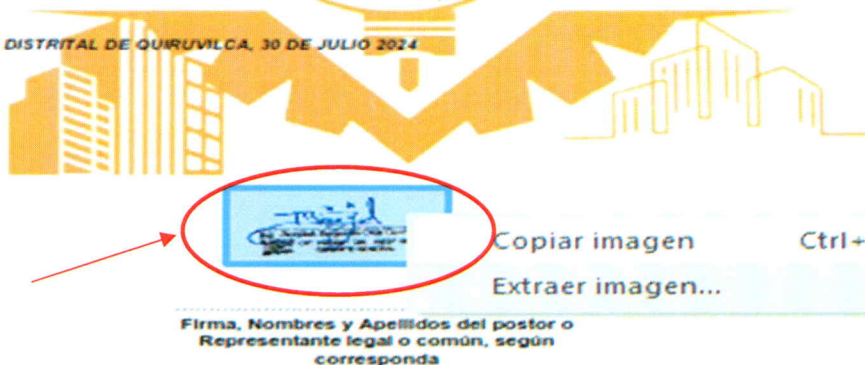 DISTRITAL DE QUIRUVILCA, 30 DE JULIO 2024
Copiar imagen Ctrl+
Extraer imagen...
Firma, Nombres y Apellidos del postor o
Representante legal o común, según
corresponda